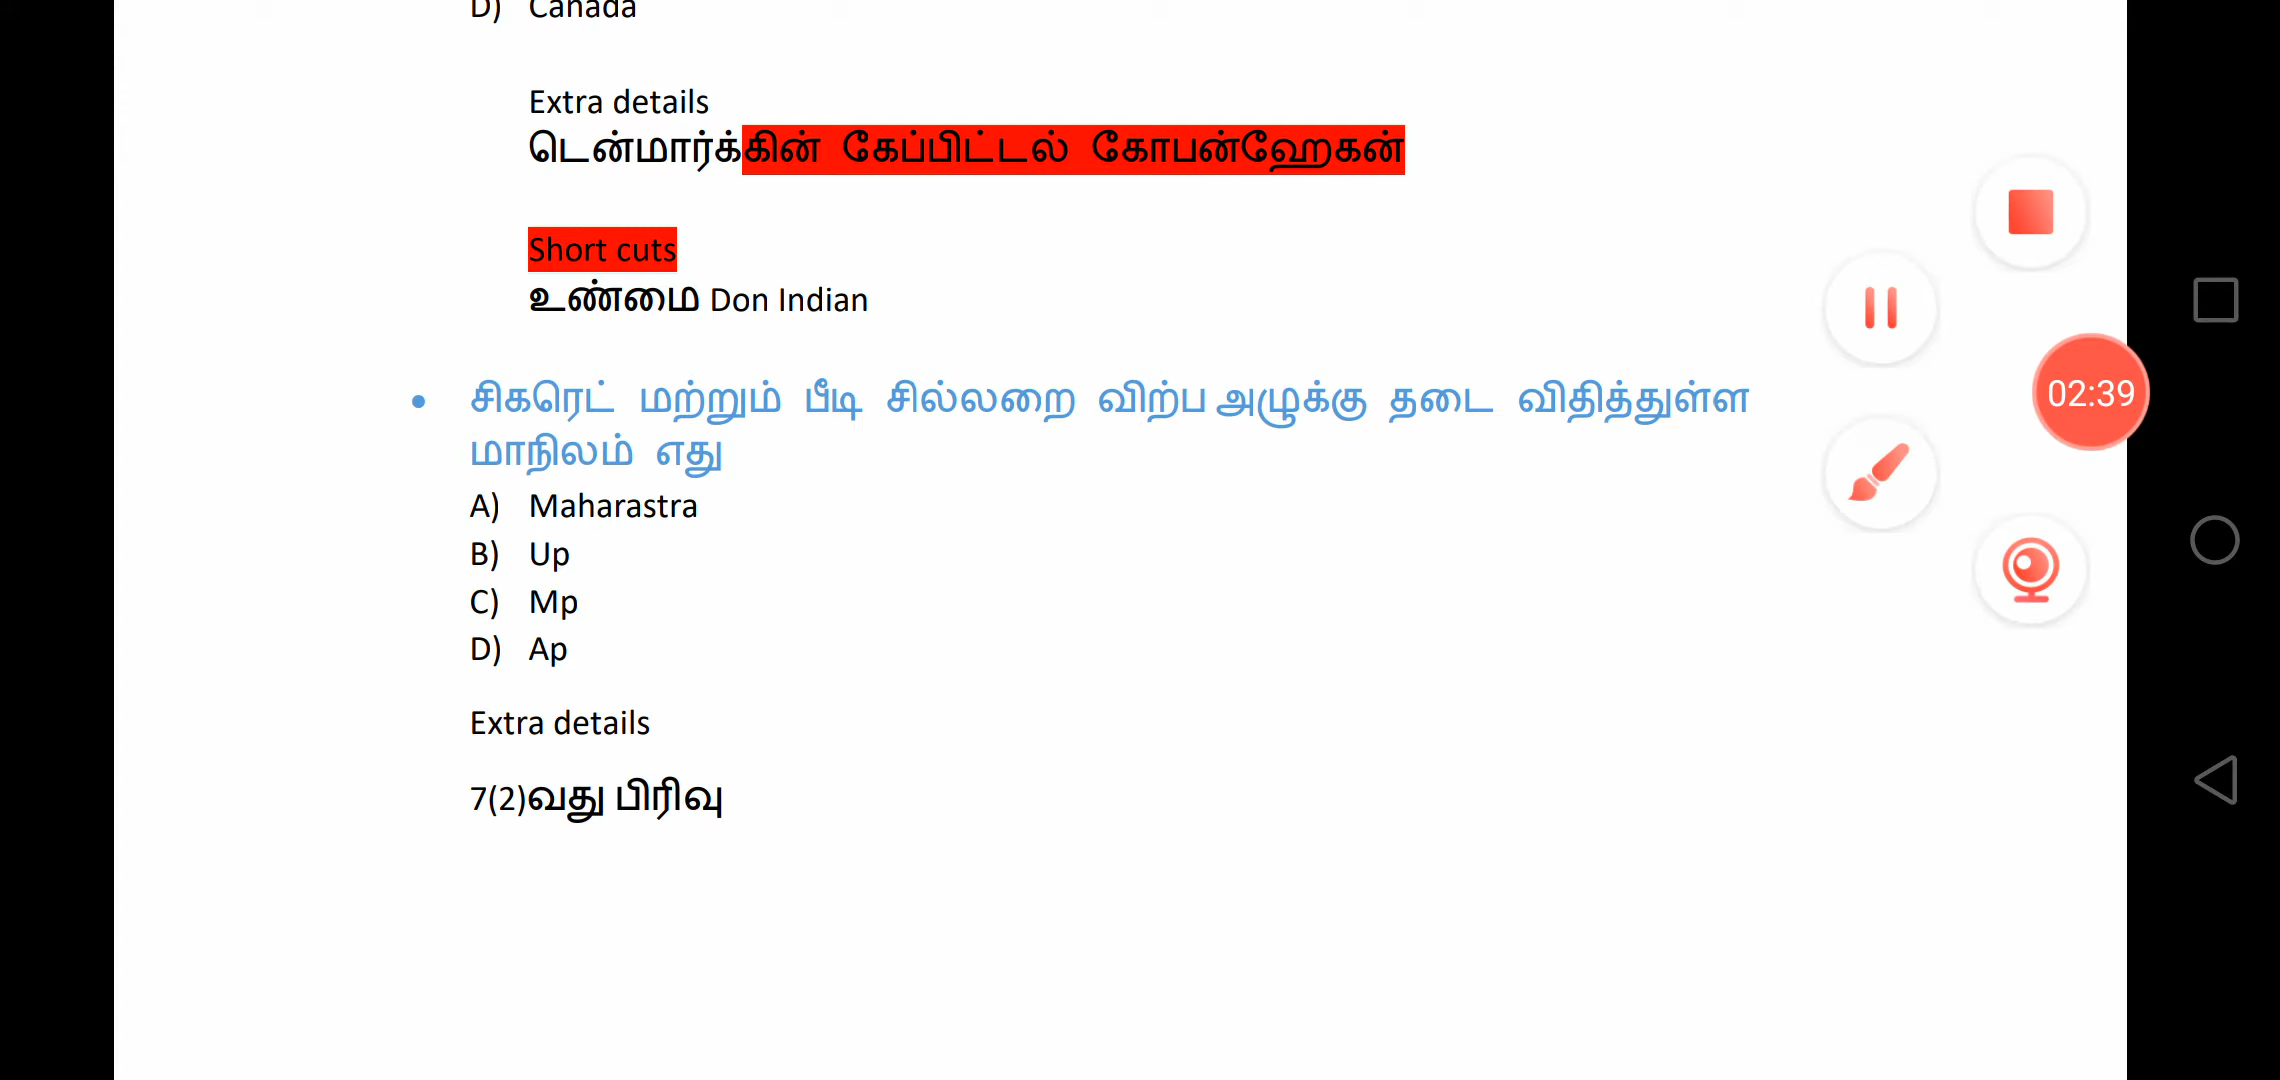 D) Canada
Extra details
டென்மார்க்கின் கேப்பிட்டல் கோபன்ஹேகன்
Short cuts
உண்மை Don Indian
• சிகரெட் மற்றும் பீடி சில்லறை விற்ப அழுக்கு தடை விதித்துள்ள
மாநிலம் எது
A) Maharastra
B) Up
C) Mp
D) Ap
Extra details
7(2)வது பிரிவு
02:39